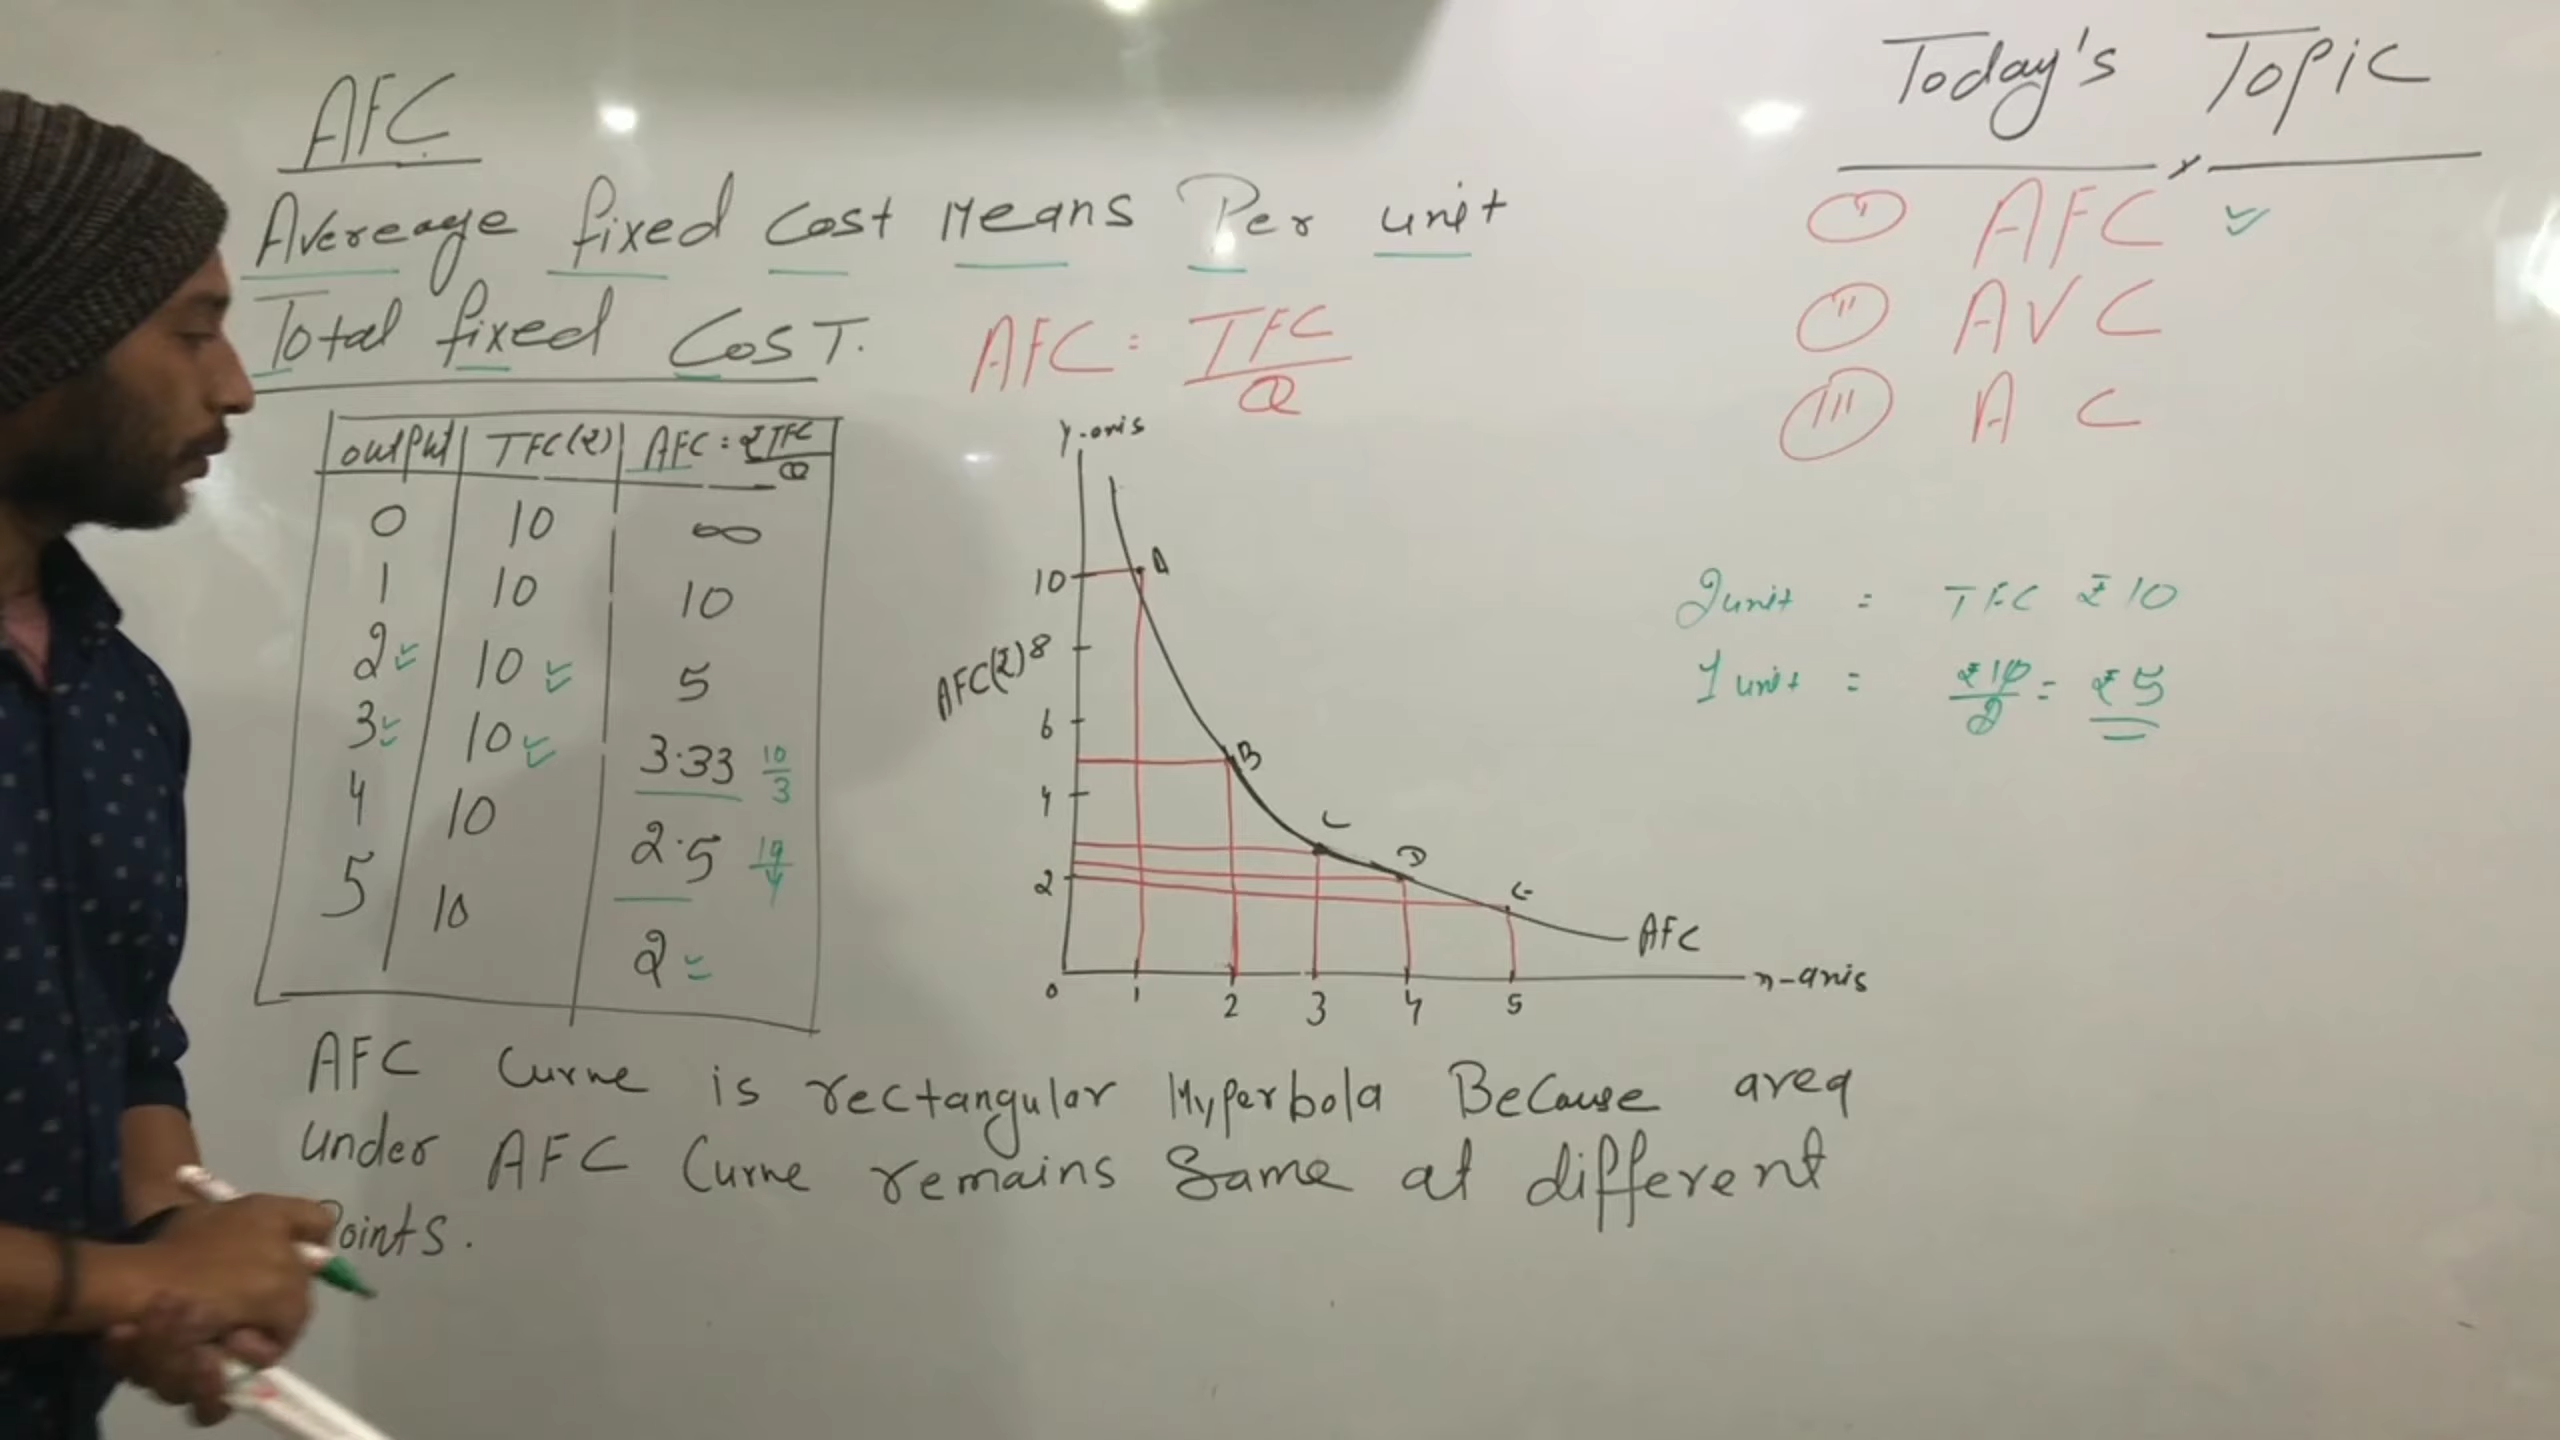 AFC
Avereage fixed Cost Means Per unit
Total fixed CosT. AFC = TFC/Q
Today's Topic
I AFC
II AVC
III AC
output TFC(₹) AFC = ₹TFC/Q
0 10 ∞
1 10 10
2 10 5
3 10 3.33 10/3
4 10 2.5 10/4
5 10 2
y-axis
10 A
AFC(₹) 8
6
B
4
C
D
2
AFC
0 1 2 3 4 5
x-axis
2 unit = TFC ₹10
1 unit = ₹10/2 = ₹5
AFC Curve is rectangular Hyperbola BeCause area
under AFC Curve remains Same at different
Points.